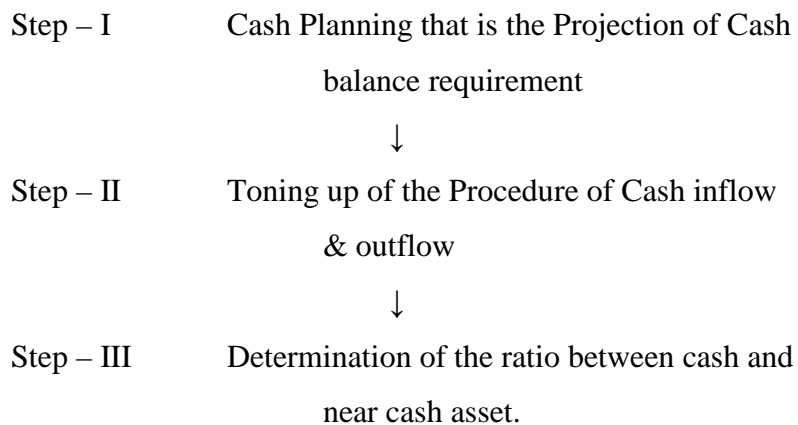 Step – I Cash Planning that is the Projection of Cash
balance requirement
↓
Step – II Toning up of the Procedure of Cash inflow
& outflow
↓
Step – III Determination of the ratio between cash and
near cash asset.